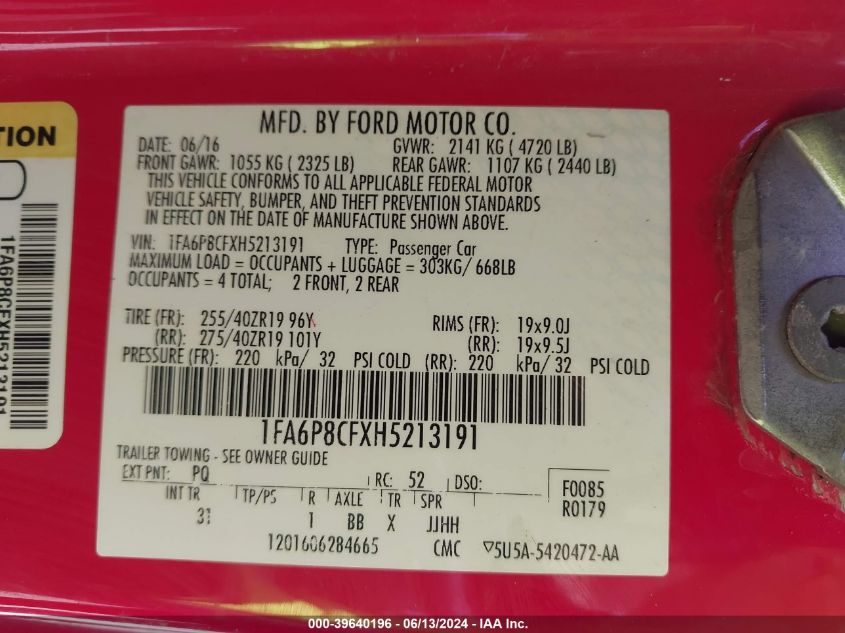 MFD. BY FORD MOTOR CO.
DATE: 06/16 GVWR: 2141 KG ( 4720 LB)
FRONT GAWR: 1055 KG ( 2325 LB) REAR GAWR: 1107 KG ( 2440 LB)
THIS VEHICLE CONFORMS TO ALL APPLICABLE FEDERAL MOTOR
VEHICLE SAFETY, BUMPER, AND THEFT PREVENTION STANDARDS
IN EFFECT ON THE DATE OF MANUFACTURE SHOWN ABOVE.
VIN: 1FA6P8CFXH5213191 TYPE: Passenger Car
MAXIMUM LOAD = OCCUPANTS + LUGGAGE = 303KG/ 668LB
OCCUPANTS = 4 TOTAL; 2 FRONT, 2 REAR
TIRE (FR): 255/40ZR19 96Y RIMS (FR): 19x9.0J
(RR): 275/40ZR19 101Y (RR): 19x9.5J
PRESSURE (FR): 220 kPa/ 32 PSI COLD (RR): 220 kPa/ 32 PSI COLD
1FA6P8CFXH5213191
TRAILER TOWING - SEE OWNER GUIDE
EXT PNT: PQ RC: 52 DSO: F0085
INT TR TP/PS R AXLE TR SPR R0179
31 1 BB X JJHH
1201606284665 CMC ▽5U5A-5420472-AA
TION
1FA6P8CFXH5213191
000-39640196 - 06/13/2024 - IAA Inc.